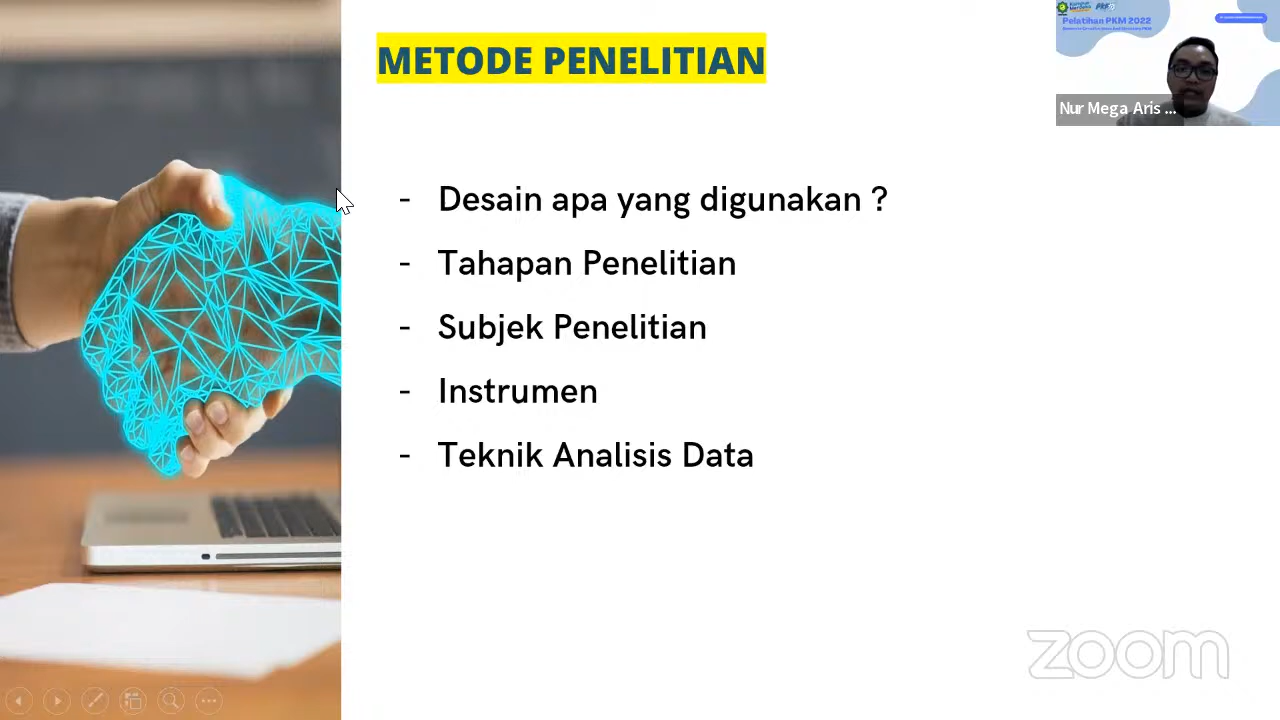 METODE PENELITIAN
Pelatihan PKM 2022
Nur Mega Aris ...
- Desain apa yang digunakan ?
- Tahapan Penelitian
- Subjek Penelitian
- Instrumen
- Teknik Analisis Data
zoom